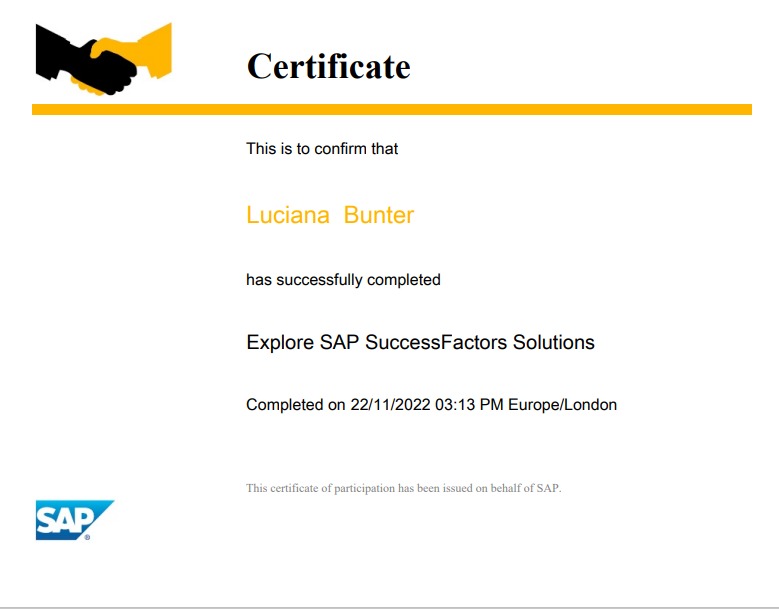 Certificate
This is to confirm that
Luciana Bunter
has successfully completed
Explore SAP SuccessFactors Solutions
Completed on 22/11/2022 03:13 PM Europe/London
This certificate of participation has been issued on behalf of SAP.
SAP®